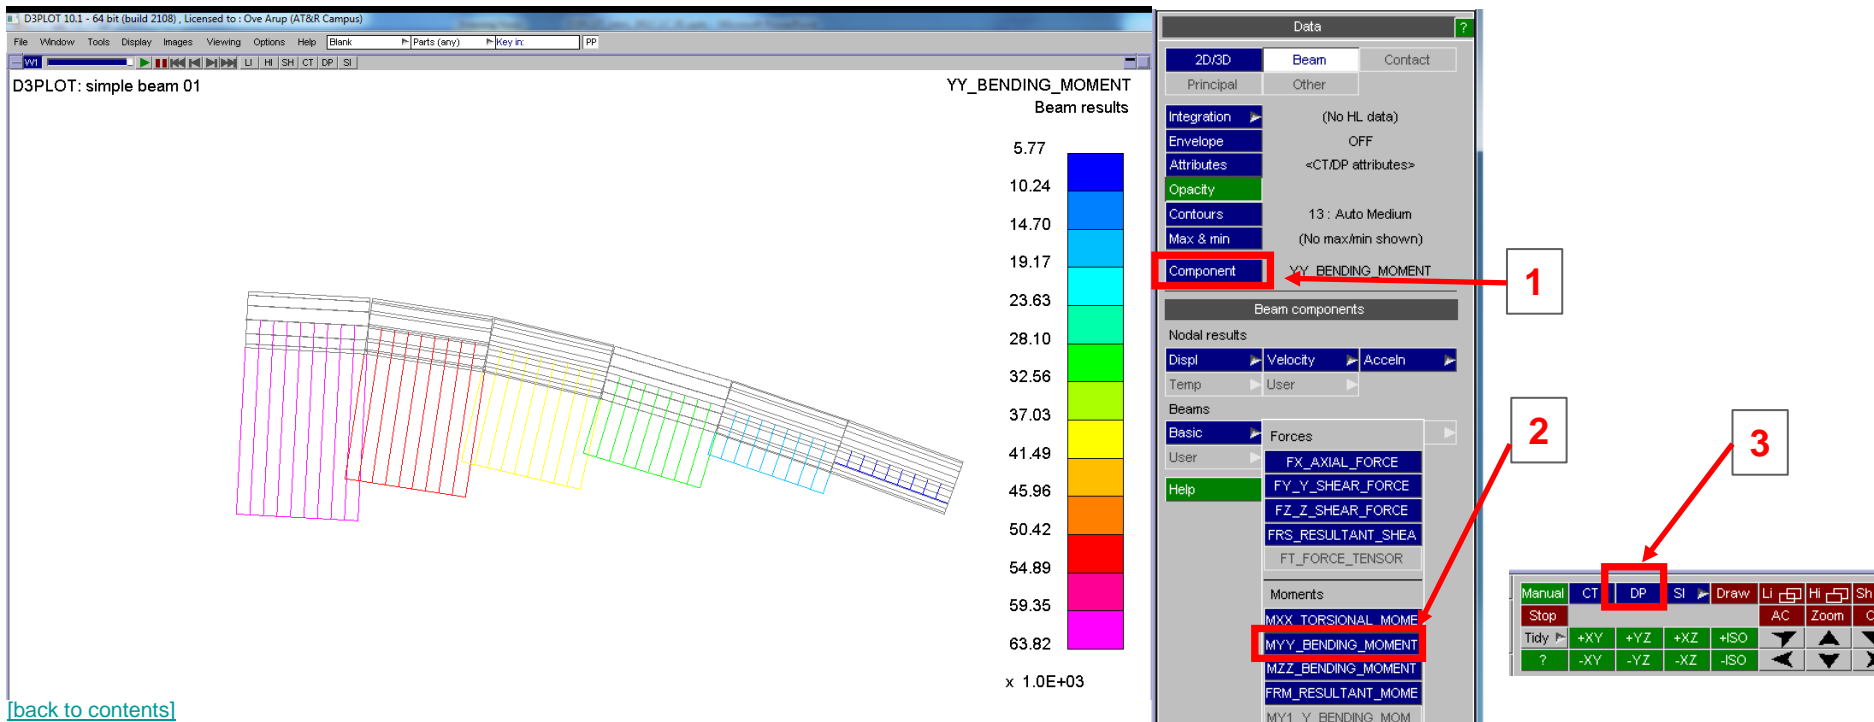 D3PLOT 10.1 - 64 bit (build 2108) , Licensed to : Ove Arup (AT&R Campus)
File Window Tools Display Images Viewing Options Help Blank Parts (any) Key in: PP
W1 LI HI SH CT DP SI
D3PLOT: simple beam 01
YY_BENDING_MOMENT
Beam results
5.77
10.24
14.70
19.17
23.63
28.10
32.56
37.03
41.49
45.96
50.42
54.89
59.35
63.82
x 1.0E+03
[back to contents]
Data ?
2D/3D Beam Contact
Principal Other
Integration (No HL data)
Envelope OFF
Attributes <CT/DP attributes>
Opacity
Contours 13 : Auto Medium
Max & min (No max/min shown)
Component YY_BENDING_MOMENT
Beam components
Nodal results
Displ Velocity Acceln
Temp User
Beams
Basic
User
Help
Forces
FX_AXIAL_FORCE
FY_Y_SHEAR_FORCE
FZ_Z_SHEAR_FORCE
FRS_RESULTANT_SHEA
FT_FORCE_TENSOR
Moments
MXX_TORSIONAL_MOME
MYY_BENDING_MOMENT
MZZ_BENDING_MOMENT
FRM_RESULTANT_MOME
MY1_Y_BENDING_MOM
1
2
3
Manual CT DP SI Draw Li Hi Sh
Stop AC Zoom
Tidy +XY +YZ +XZ +ISO
? -XY -YZ -XZ -ISO